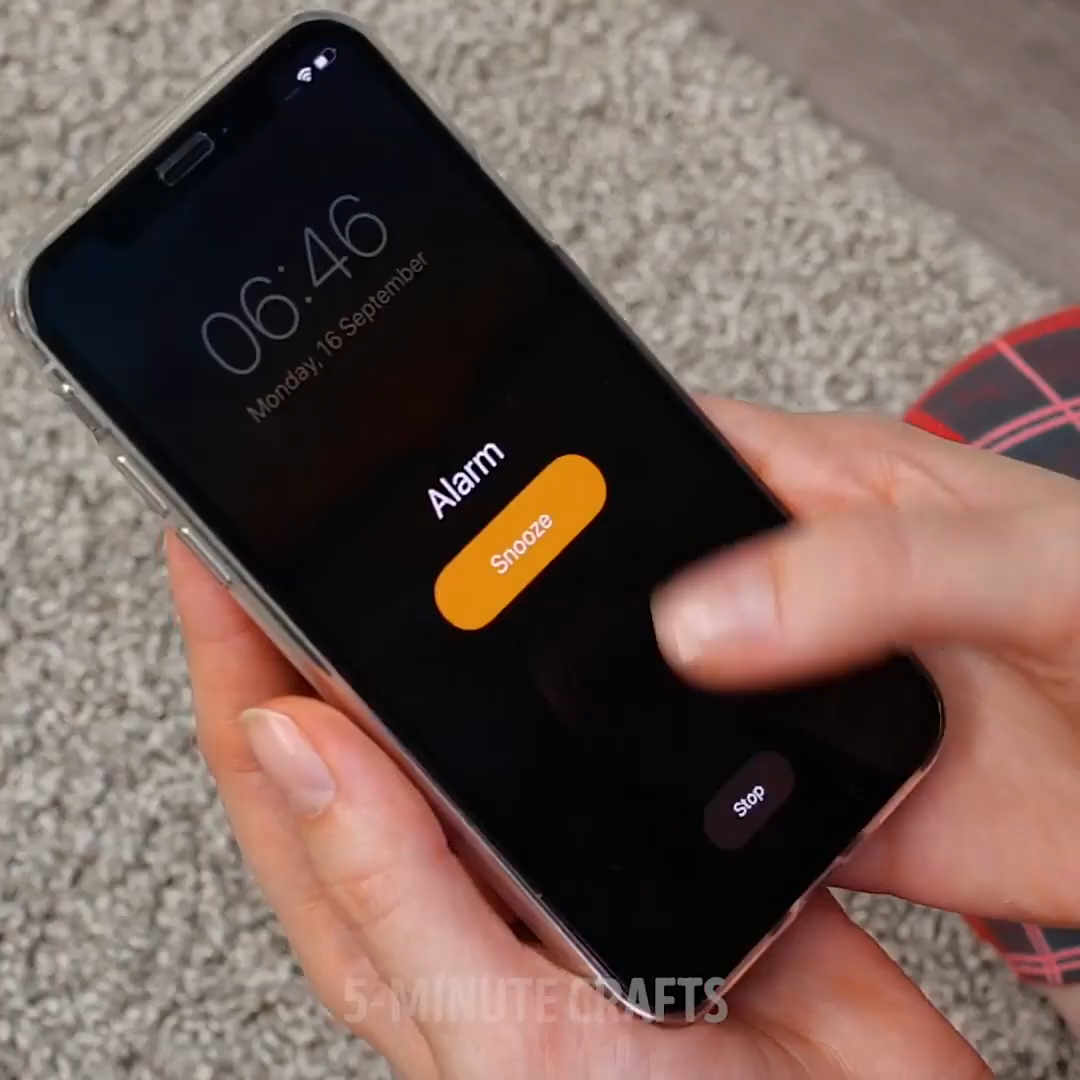 06:46
Monday, 16 September
Alarm
Snooze
Stop
5-MINUTE CRAFTS